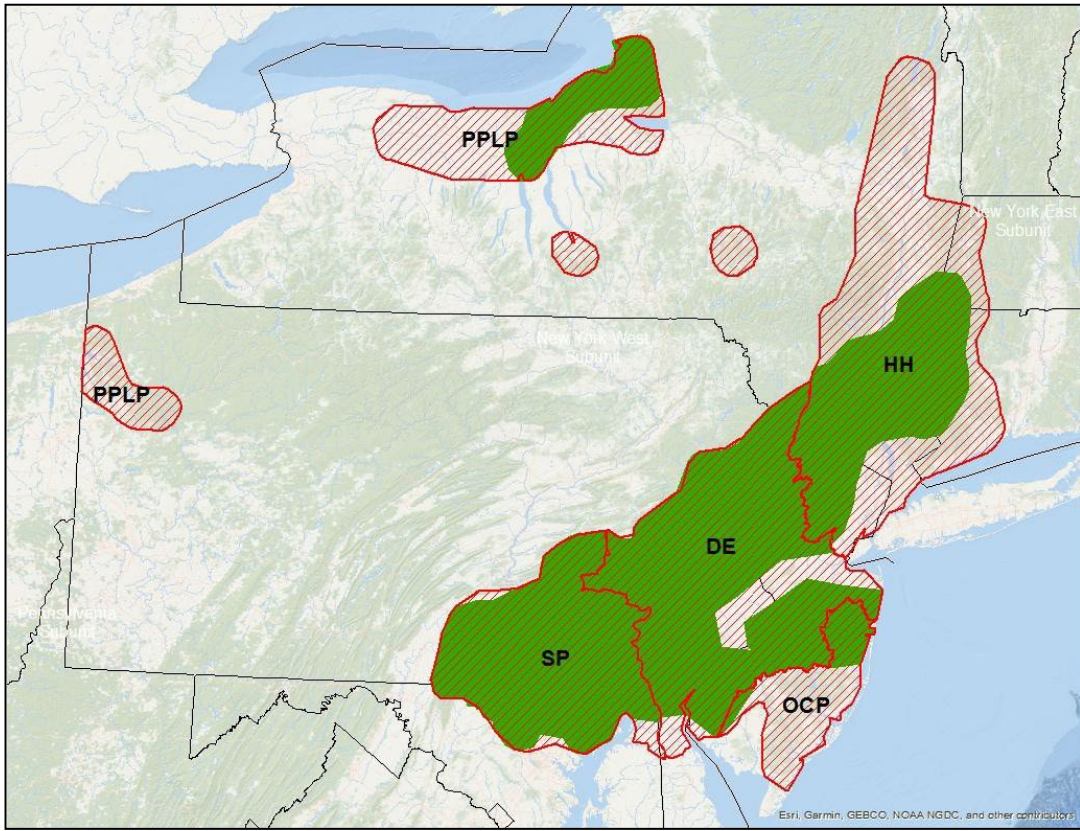 PPLP
New York East
Subunit
New York West
Subunit
HH
PPLP
DE
Pennsylvania
Subunit
SP
OCP
Esri, Garmin, GEBCO, NOAA NGDC, and other contributors